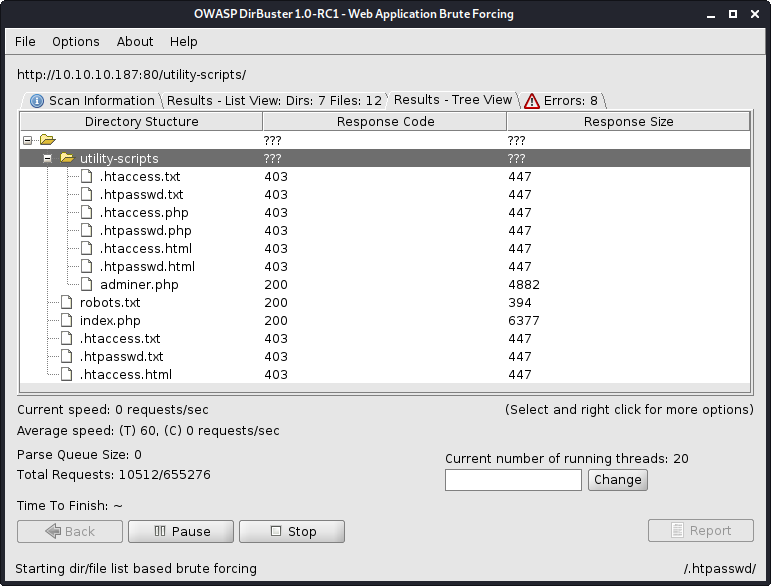 OWASP DirBuster 1.0-RC1 - Web Application Brute Forcing
File Options About Help
http://10.10.10.187:80/utility-scripts/
Scan Information Results - List View: Dirs: 7 Files: 12 Results - Tree View Errors: 8
Directory Stucture Response Code Response Size
??? ???
utility-scripts ??? ???
.htaccess.txt 403 447
.htpasswd.txt 403 447
.htaccess.php 403 447
.htpasswd.php 403 447
.htaccess.html 403 447
.htpasswd.html 403 447
adminer.php 200 4882
robots.txt 200 394
index.php 200 6377
.htaccess.txt 403 447
.htpasswd.txt 403 447
.htaccess.html 403 447
Current speed: 0 requests/sec (Select and right click for more options)
Average speed: (T) 60, (C) 0 requests/sec
Parse Queue Size: 0 Current number of running threads: 20
Total Requests: 10512/655276 Change
Time To Finish: ~
Back Pause Stop Report
Starting dir/file list based brute forcing /.htpasswd/